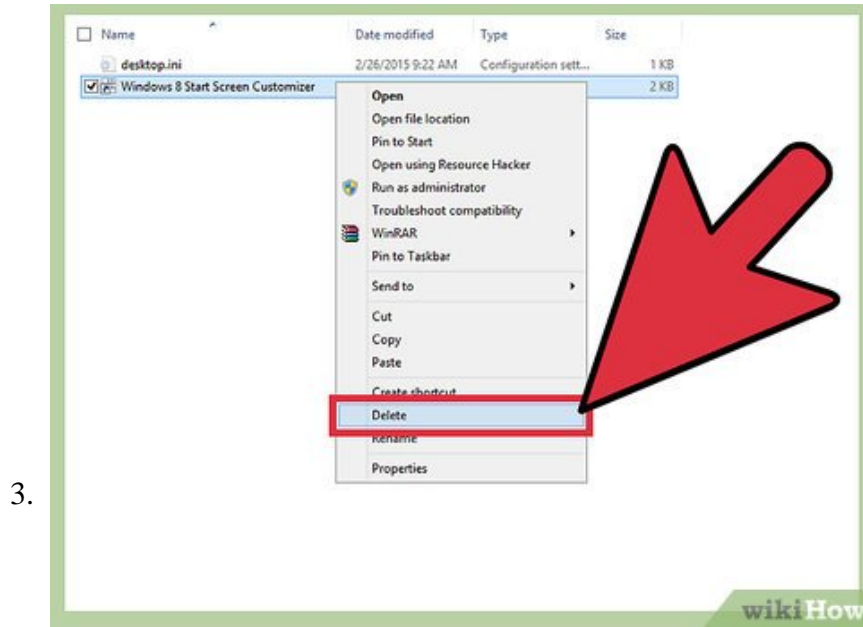 Name Date modified Type Size
desktop.ini 2/26/2015 9:22 AM Configuration sett... 1 KB
Windows 8 Start Screen Customizer 2 KB
Open
Open file location
Pin to Start
Open using Resource Hacker
Run as administrator
Troubleshoot compatibility
WinRAR
Pin to Taskbar
Send to
Cut
Copy
Paste
Create shortcut
Delete
Rename
Properties
3.
wikiHow